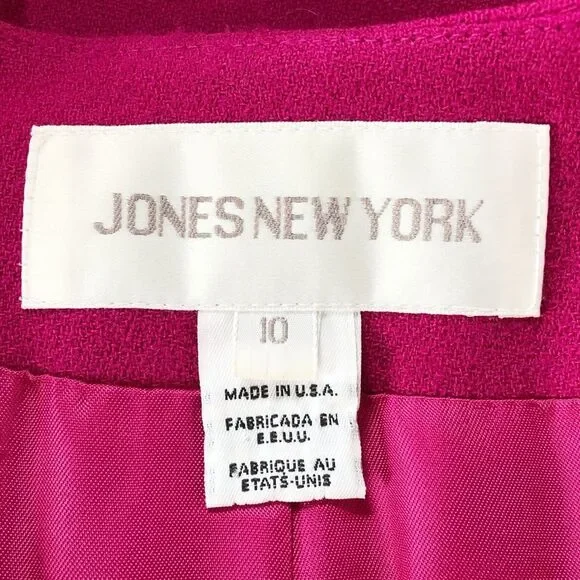 JONES NEW YORK
10
MADE IN U.S.A.
FABRICADA EN
E.E.U.U.
FABRIQUE AU
ETATS-UNIS